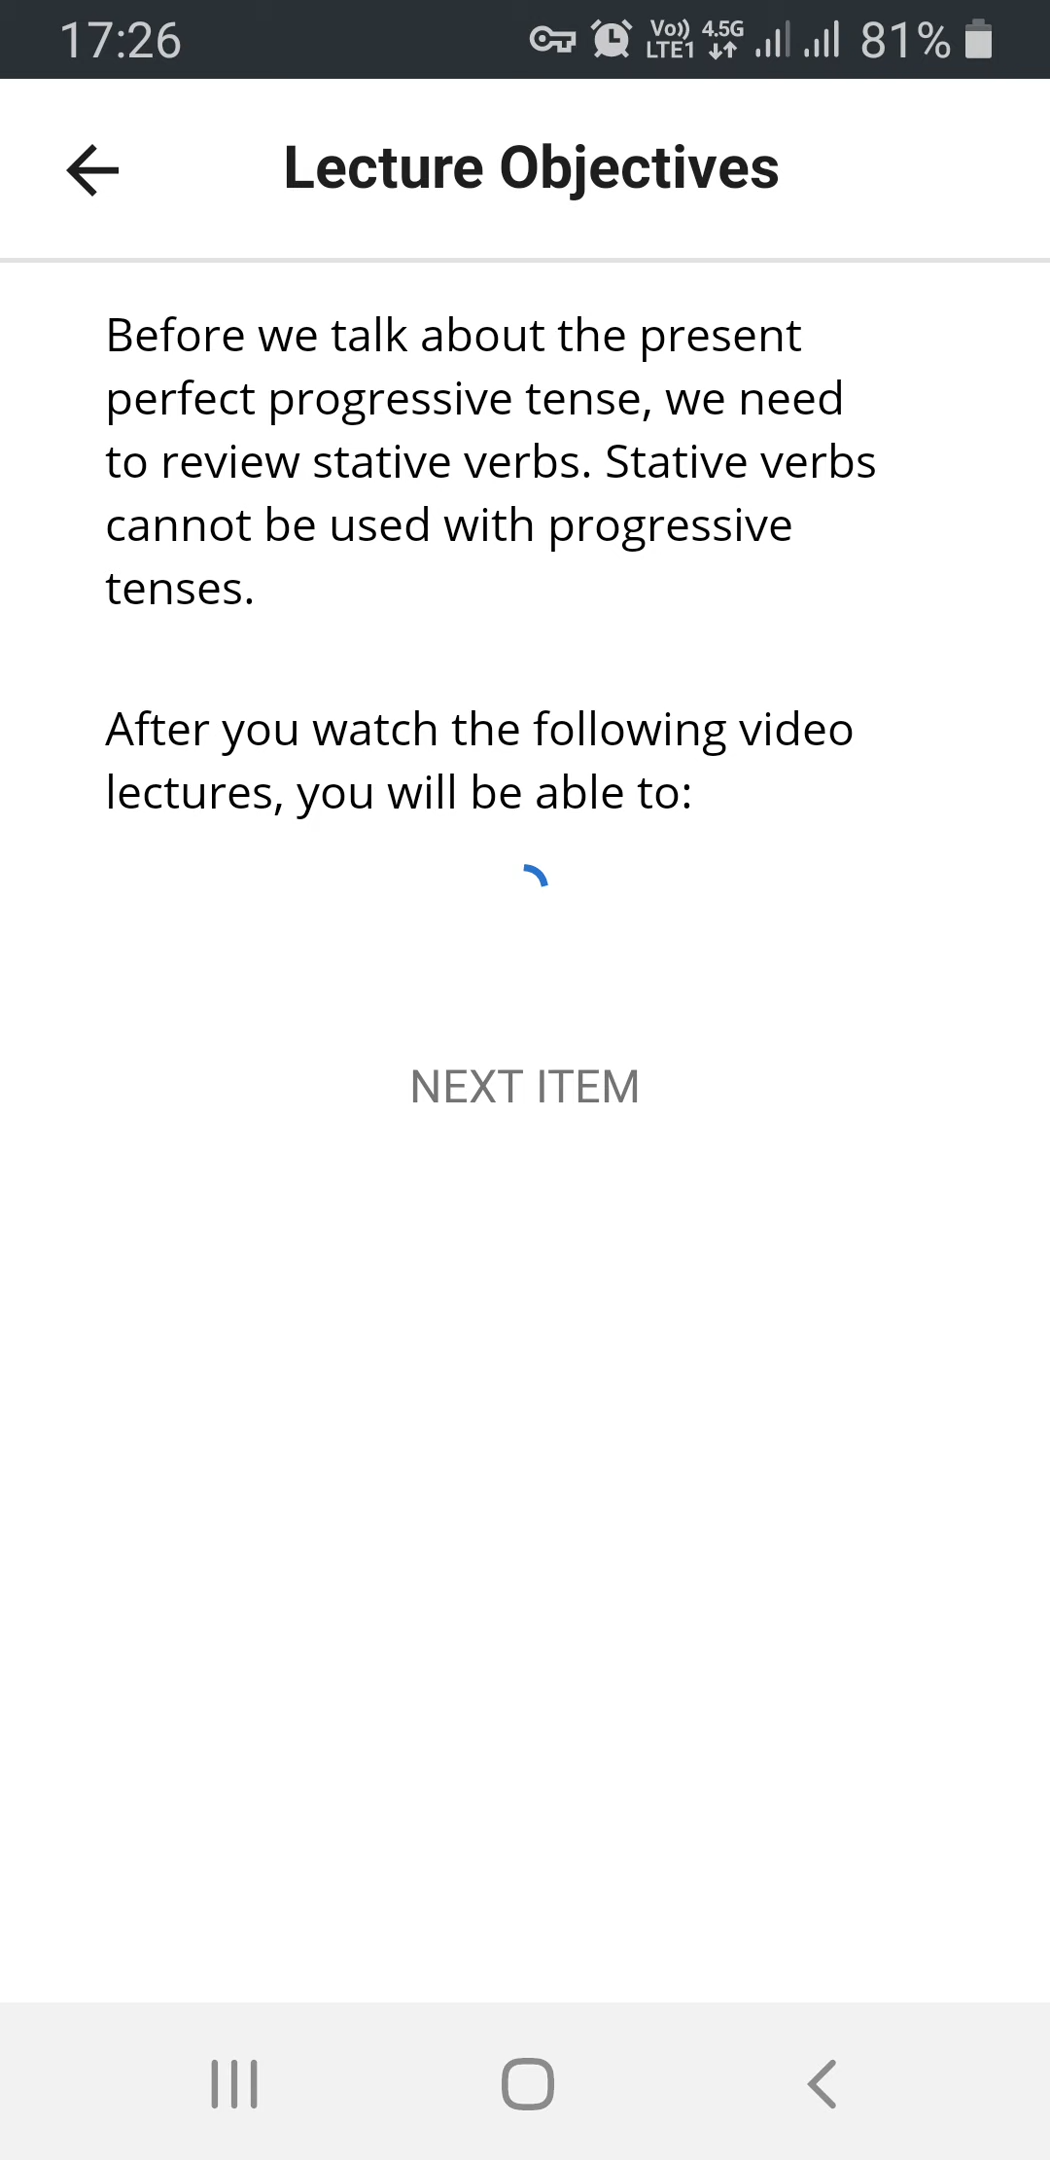 17:26 Vo)) LTE1 4.5G 81%
Lecture Objectives
Before we talk about the present
perfect progressive tense, we need
to review stative verbs. Stative verbs
cannot be used with progressive
tenses.
After you watch the following video
lectures, you will be able to:
NEXT ITEM